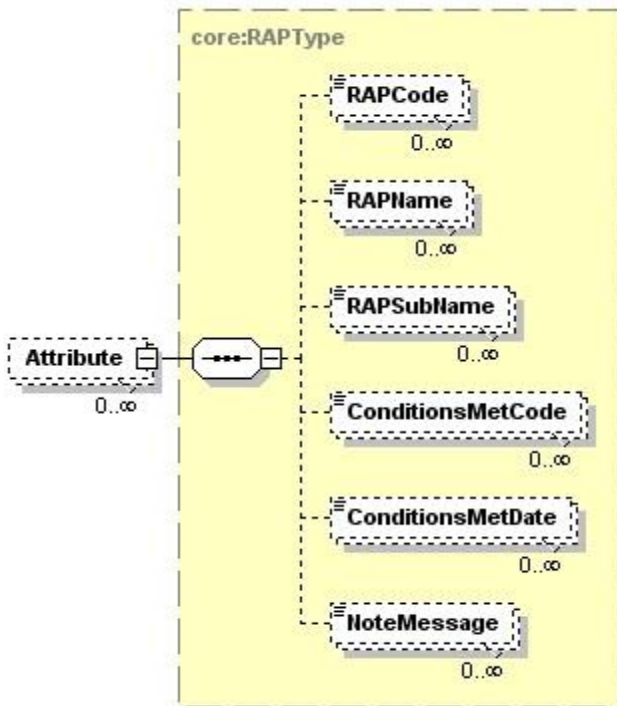 core:RAPType
RAPCode
0..∞
RAPName
0..∞
RAPSubName
0..∞
Attribute
0..∞
ConditionsMetCode
0..∞
ConditionsMetDate
0..∞
NoteMessage
0..∞